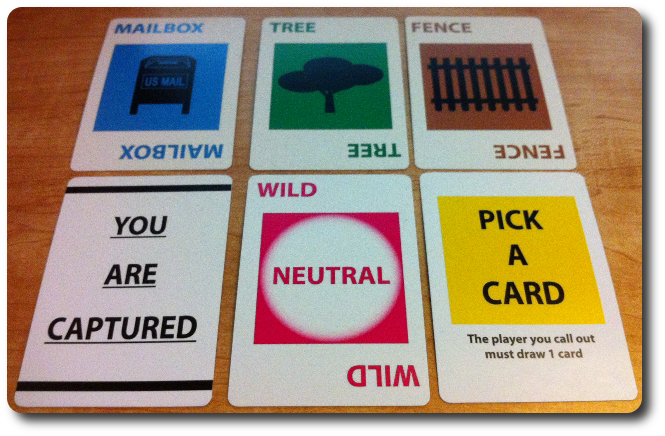 MAILBOX
US MAIL
MAILBOX
TREE
TREE
FENCE
FENCE
YOU
ARE
CAPTURED
WILD
NEUTRAL
WILD
PICK
A
CARD
The player you call out
must draw 1 card